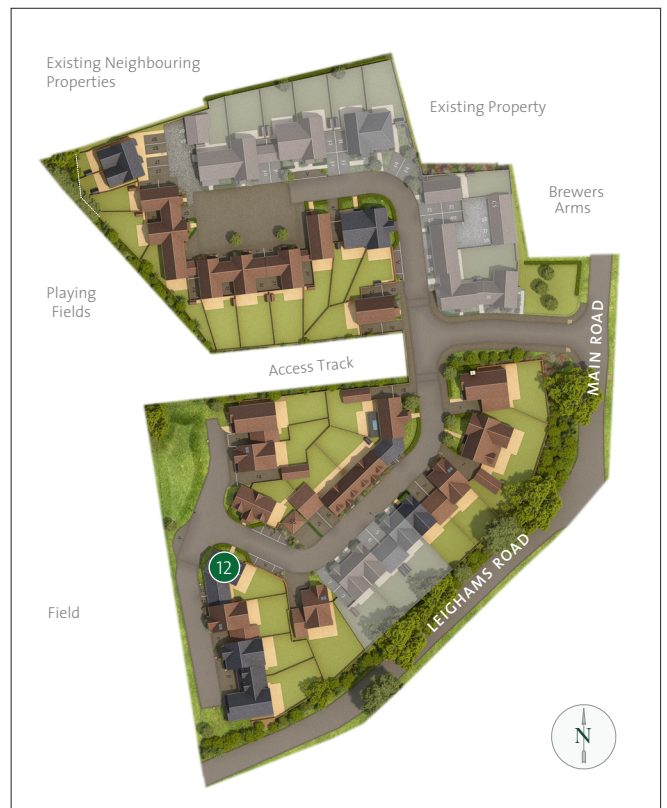 Existing Neighbouring
Properties
Existing Property
Brewers
Arms
Playing
Fields
MAIN ROAD
Access Track
12
LEIGHAMS ROAD
Field
N